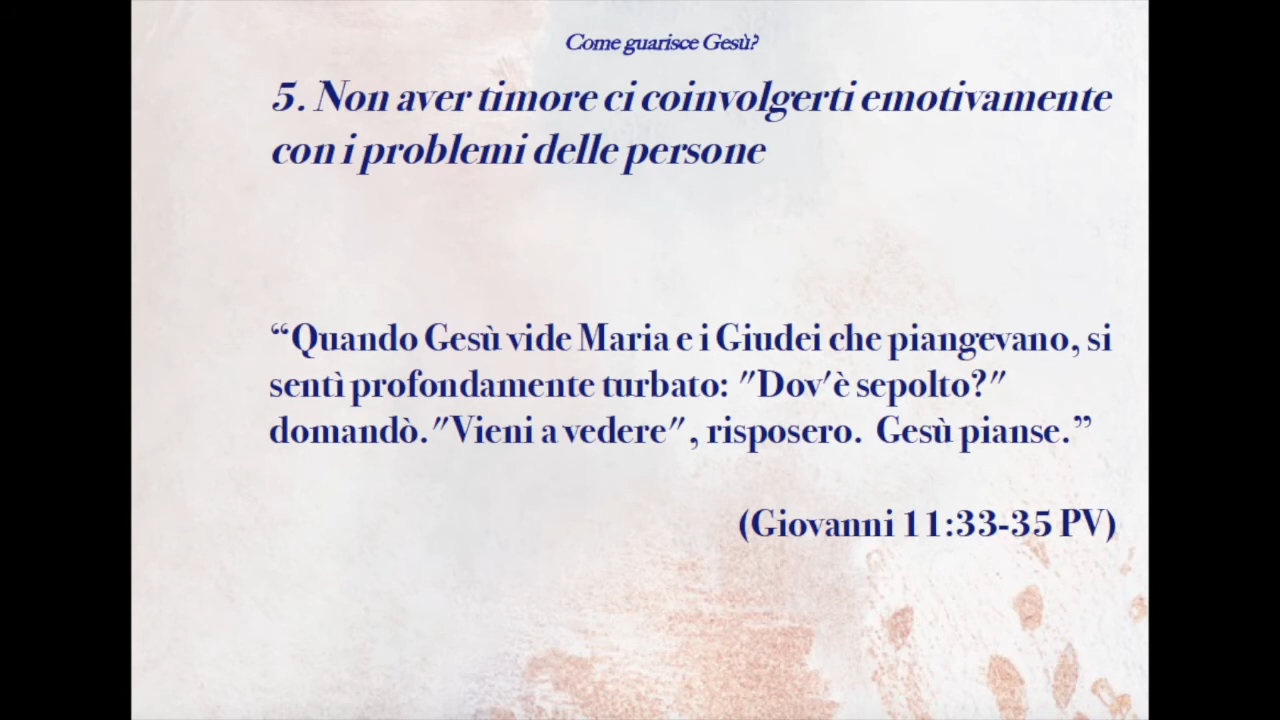 Come guarisce Gesù?
5. Non aver timore ci coinvolgerti emotivamente
con i problemi delle persone
“Quando Gesù vide Maria e i Giudei che piangevano, si
sentì profondamente turbato: "Dov'è sepolto?"
domandò."Vieni a vedere", risposero.  Gesù pianse.”
(Giovanni 11:33-35 PV)